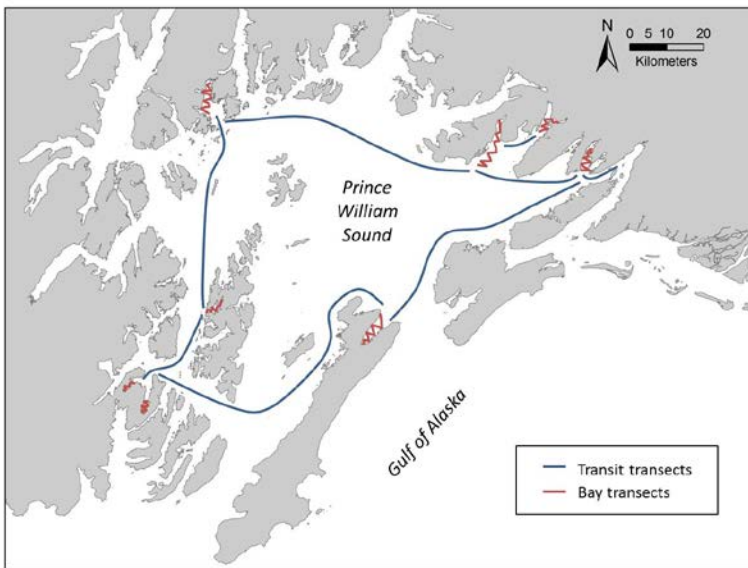 N
0 5 10 20
Kilometers
Prince
William
Sound
Gulf of Alaska
Transit transects
Bay transects